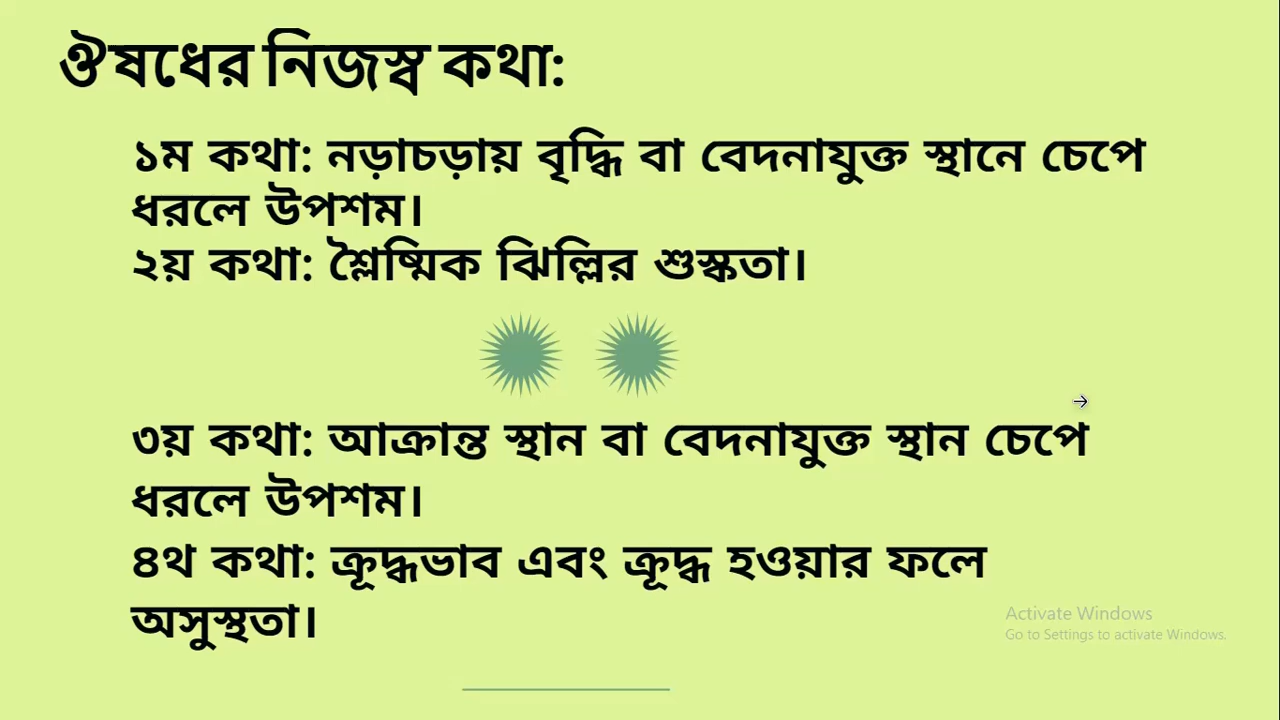 ঔষধের নিজস্ব কথা:
১ম কথা: নড়াচড়ায় বৃদ্ধি বা বেদনাযুক্ত স্থানে চেপে
ধরলে উপশম।
২য় কথা: শ্লৈষ্মিক ঝিল্লির শুস্কতা।
৩য় কথা: আক্রান্ত স্থান বা বেদনাযুক্ত স্থান চেপে
ধরলে উপশম।
৪থ কথা: ক্রূদ্ধভাব এবং ক্রূদ্ধ হওয়ার ফলে
অসুস্থতা।
Activate Windows
Go to Settings to activate Windows.